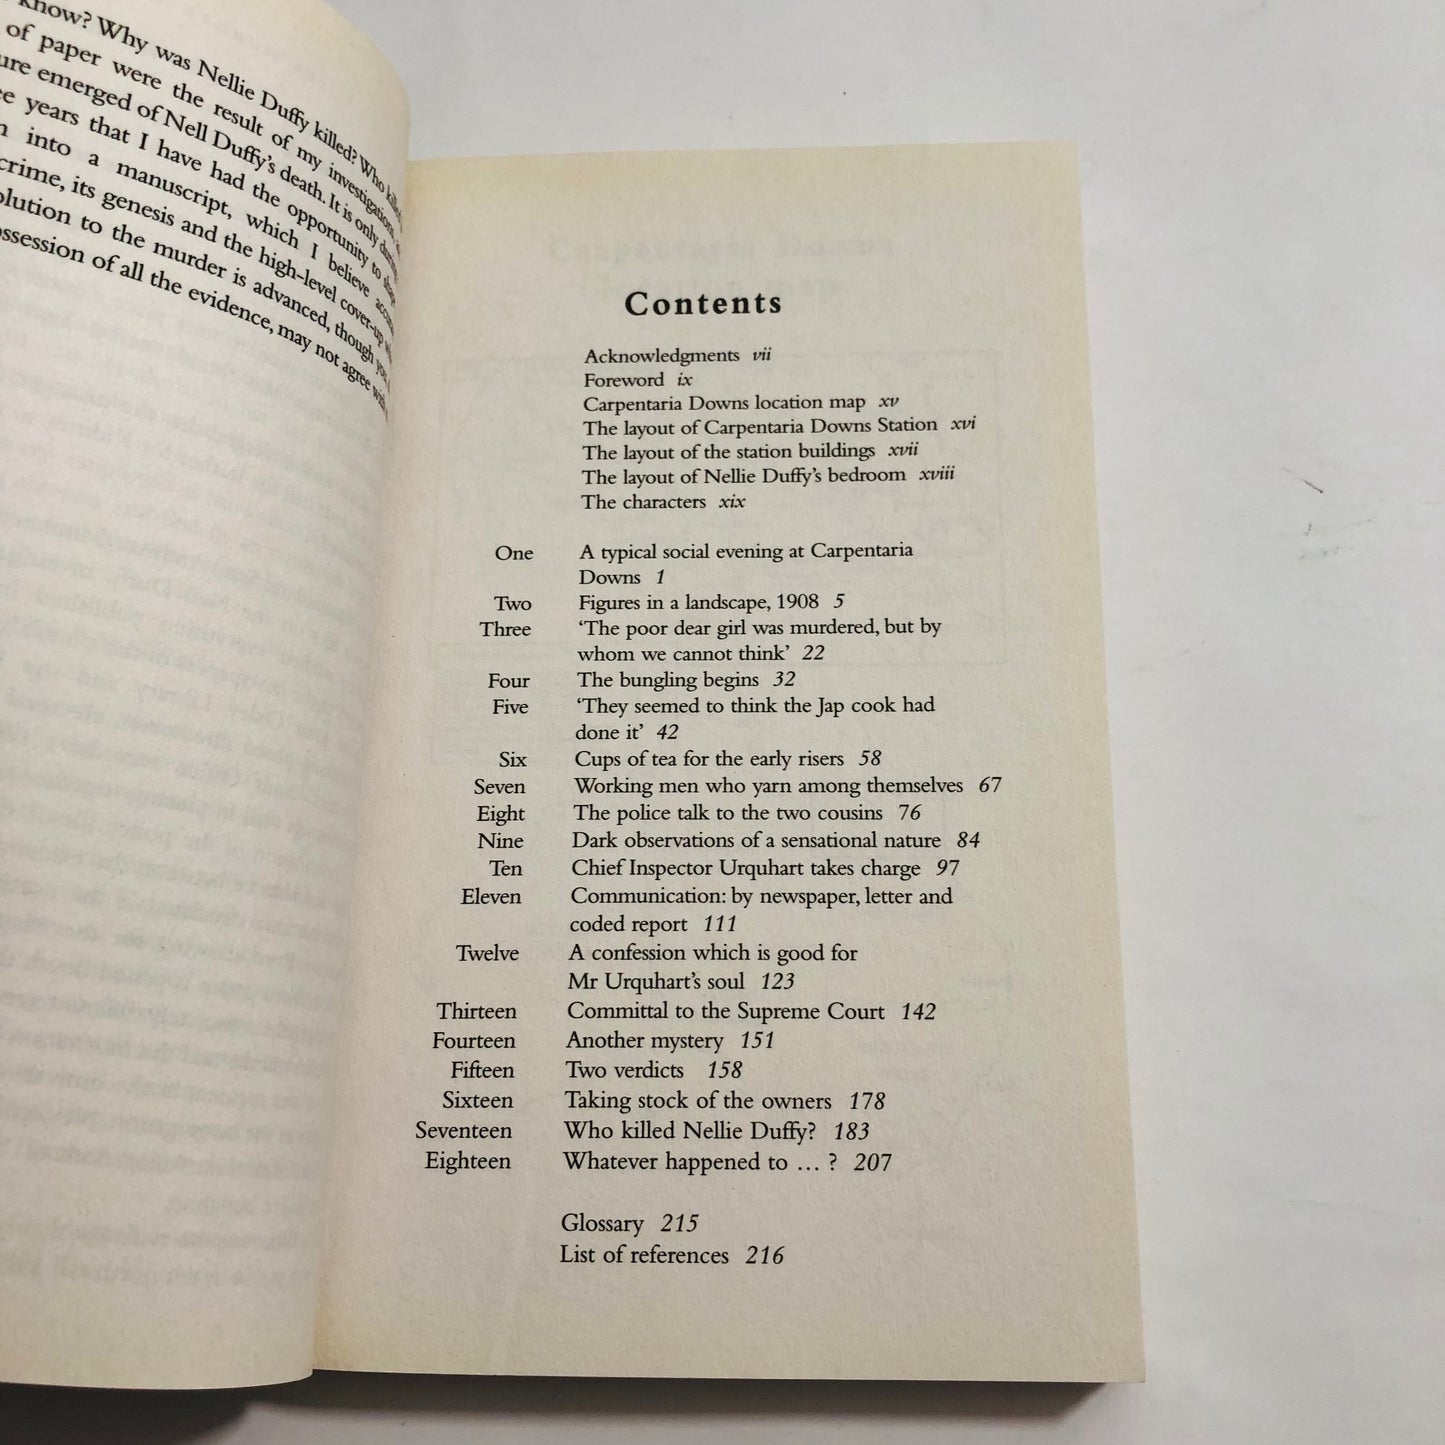 know? Why was Nellie Duffy killed? Who killed
of paper were the result of my investigations,
emerged of Nell Duffy's death. It is only
years that I have had the opportunity to
into a manuscript, which I believe
crime, its genesis and the high-level cover-up
to the murder is advanced, though you,
of all the evidence, may not agree with
Contents
Acknowledgments vii
Foreword ix
Carpentaria Downs location map xv
The layout of Carpentaria Downs Station xvi
The layout of the station buildings xvii
The layout of Nellie Duffy's bedroom xviii
The characters xix
One A typical social evening at Carpentaria
Downs 1
Two Figures in a landscape, 1908 5
Three ‘The poor dear girl was murdered, but by
whom we cannot think’ 22
Four The bungling begins 32
Five ‘They seemed to think the Jap cook had
done it’ 42
Six Cups of tea for the early risers 58
Seven Working men who yarn among themselves 67
Eight The police talk to the two cousins 76
Nine Dark observations of a sensational nature 84
Ten Chief Inspector Urquhart takes charge 97
Eleven Communication: by newspaper, letter and
coded report 111
Twelve A confession which is good for
Mr Urquhart's soul 123
Thirteen Committal to the Supreme Court 142
Fourteen Another mystery 151
Fifteen Two verdicts 158
Sixteen Taking stock of the owners 178
Seventeen Who killed Nellie Duffy? 183
Eighteen Whatever happened to ... ? 207
Glossary 215
List of references 216